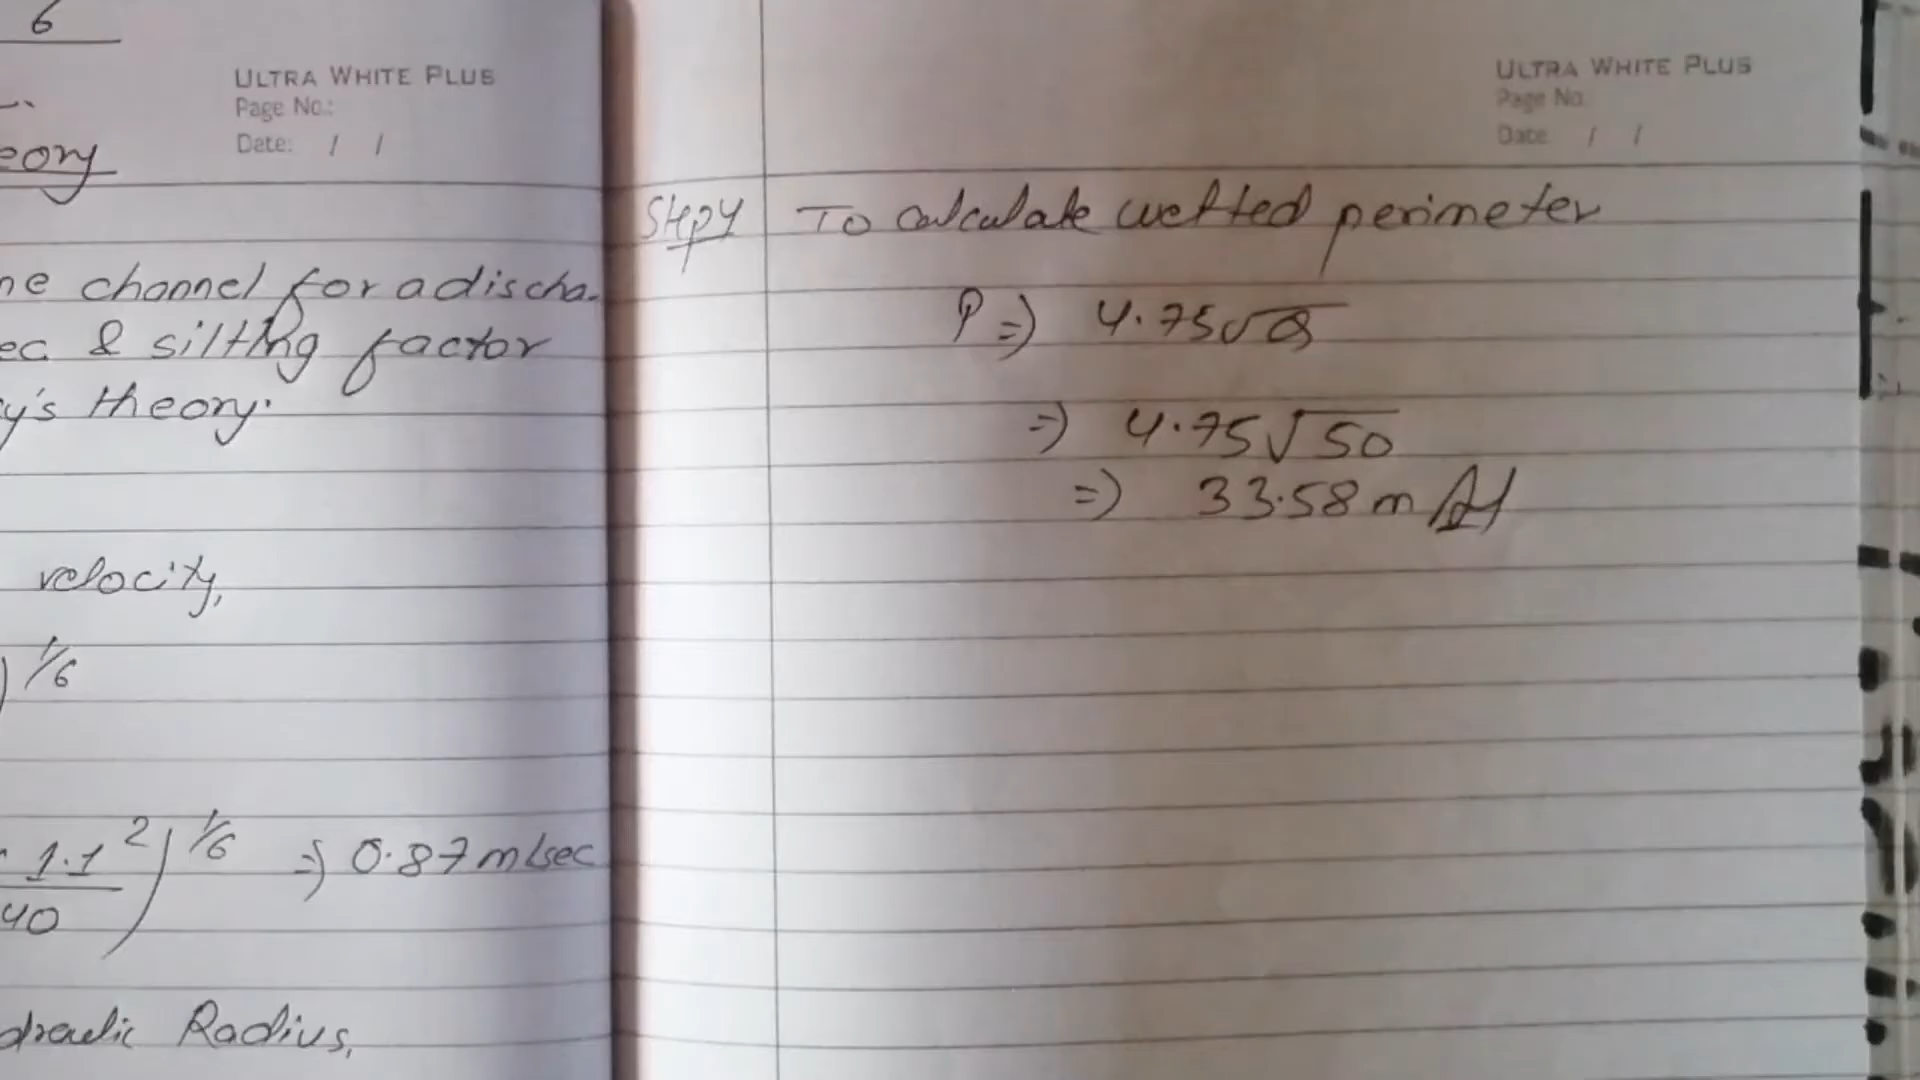 6
ULTRA WHITE PLUS
Page No.:
Date: / /
eory
ne channel for a discha.
ec & silting factor
y's theory.
velocity,
) 1/6
1.1 2 ) 1/6 => 0.87 m/sec
40
draulic Radius,
ULTRA WHITE PLUS
Page No.
Date / /
Step4 To calculate wetted perimeter
P => 4.75√Q
=> 4.75√50
=> 33.58 m